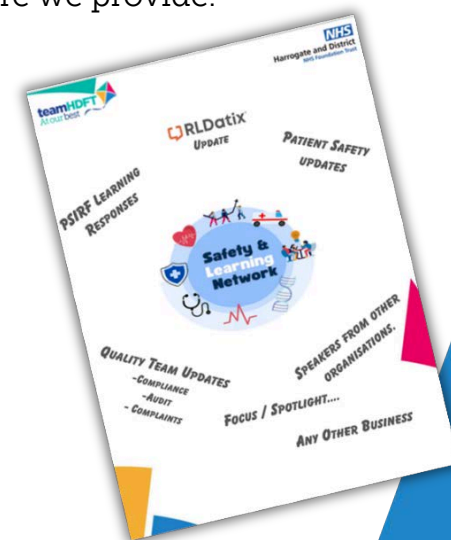 re we provide.
NHS
Harrogate and District
NHS Foundation Trust
teamHDFT
At our best
RLDatix
UPDATE
PATIENT SAFETY
UPDATES
PSIRF LEARNING
RESPONSES
Safety &
Learning
Network
SPEAKERS FROM OTHER
ORGANISATIONS.
QUALITY TEAM UPDATES
-COMPLIANCE
-AUDIT
- COMPLAINTS
FOCUS / SPOTLIGHT....
ANY OTHER BUSINESS